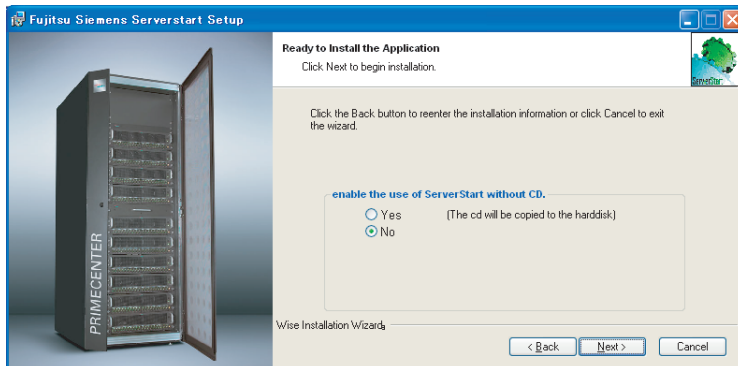 Fujitsu Siemens Serverstart Setup
Ready to Install the Application
Click Next to begin installation.
ServerStart
Click the Back button to reenter the installation information or click Cancel to exit
the wizard.
enable the use of ServerStart without CD.
Yes (The cd will be copied to the harddisk)
No
PRIMECENTER
Wise Installation Wizard®
< Back Next > Cancel